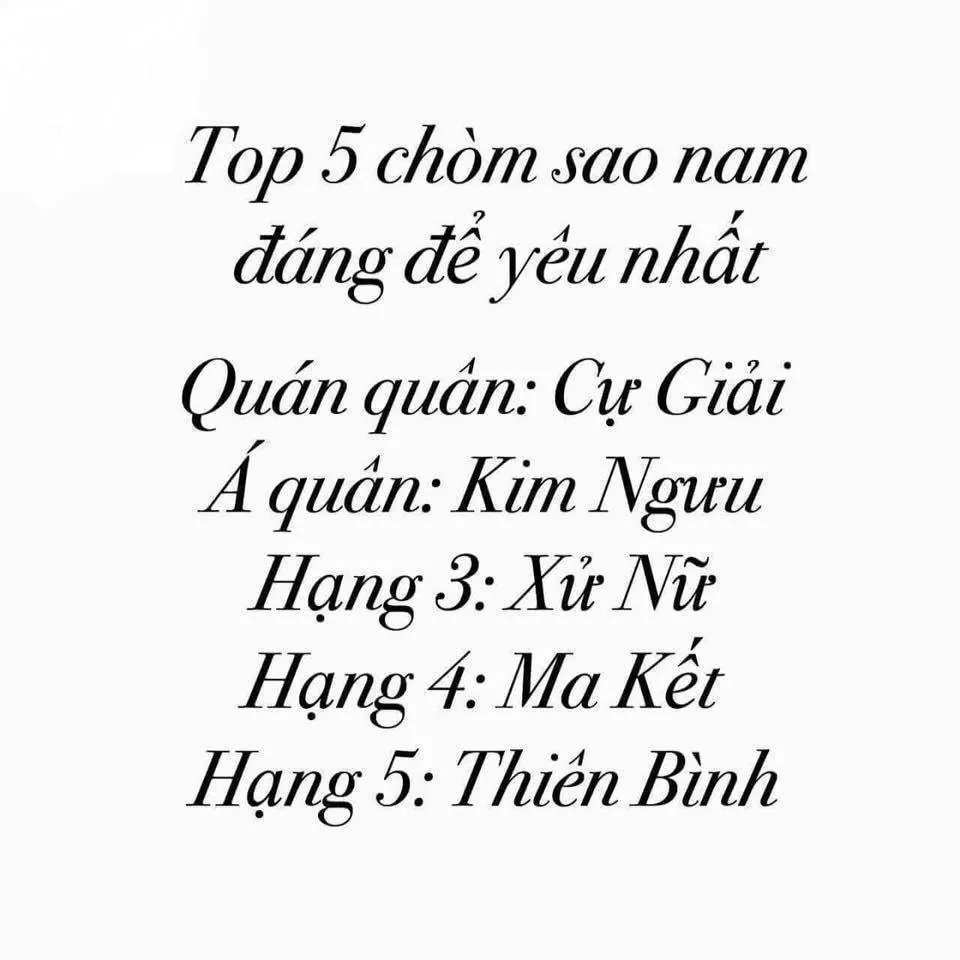 Top 5 chòm sao nam
đáng để yêu nhất
Quán quân: Cự Giải
Á quân: Kim Ngưu
Hạng 3: Xử Nữ
Hạng 4: Ma Kết
Hạng 5: Thiên Bình